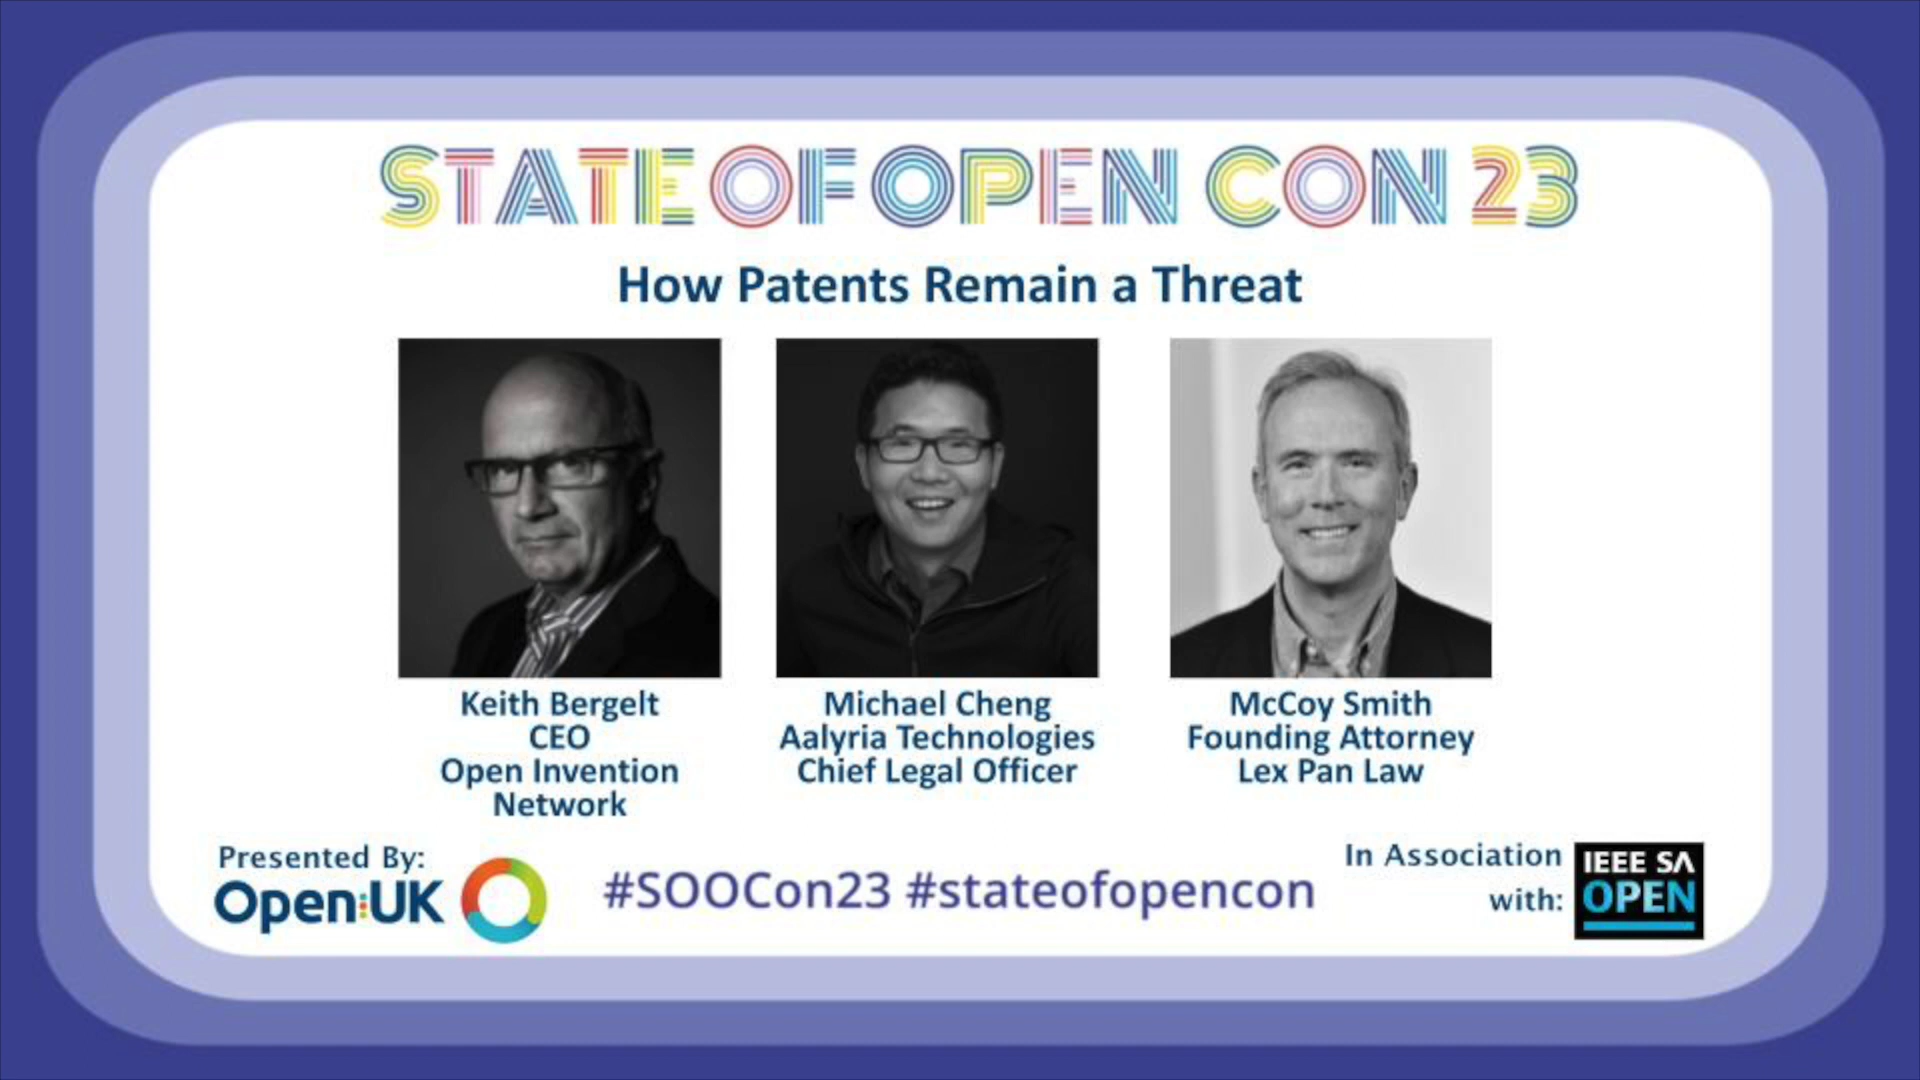 STATE OF OPEN CON 23
How Patents Remain a Threat
Keith Bergelt
CEO
Open Invention
Network
Michael Cheng
Aalyria Technologies
Chief Legal Officer
McCoy Smith
Founding Attorney
Lex Pan Law
Presented By:
Open:UK
#SOOCon23 #stateofopencon
In Association
with:
IEEE SA
OPEN